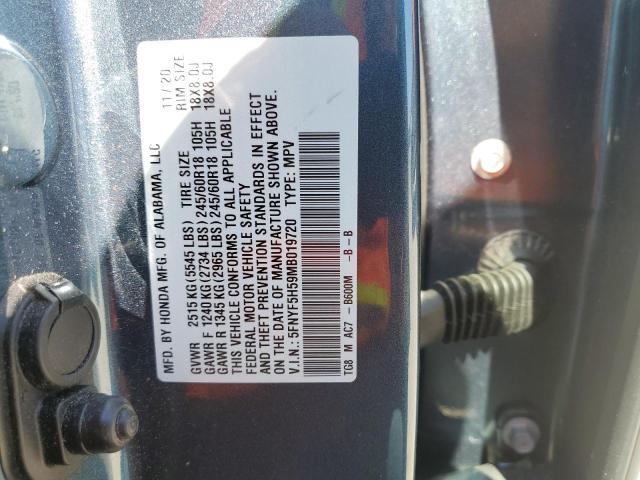 MFD. BY HONDA MFG. OF ALABAMA, LLC 11/20
GVWR 2515 KG (5545 LBS) TIRE SIZE RIM SIZE
GAWR F 1240 KG (2734 LBS) 245/60R18 105H 18X8.0J
GAWR R 1345 KG (2965 LBS) 245/60R18 105H 18X8.0J
THIS VEHICLE CONFORMS TO ALL APPLICABLE
FEDERAL MOTOR VEHICLE SAFETY
AND THEFT PREVENTION STANDARDS IN EFFECT
ON THE DATE OF MANUFACTURE SHOWN ABOVE.
V.I.N.: 5FNYF5H59MB019720 TYPE: MPV
TG8 M AC7 -B600M -B-B